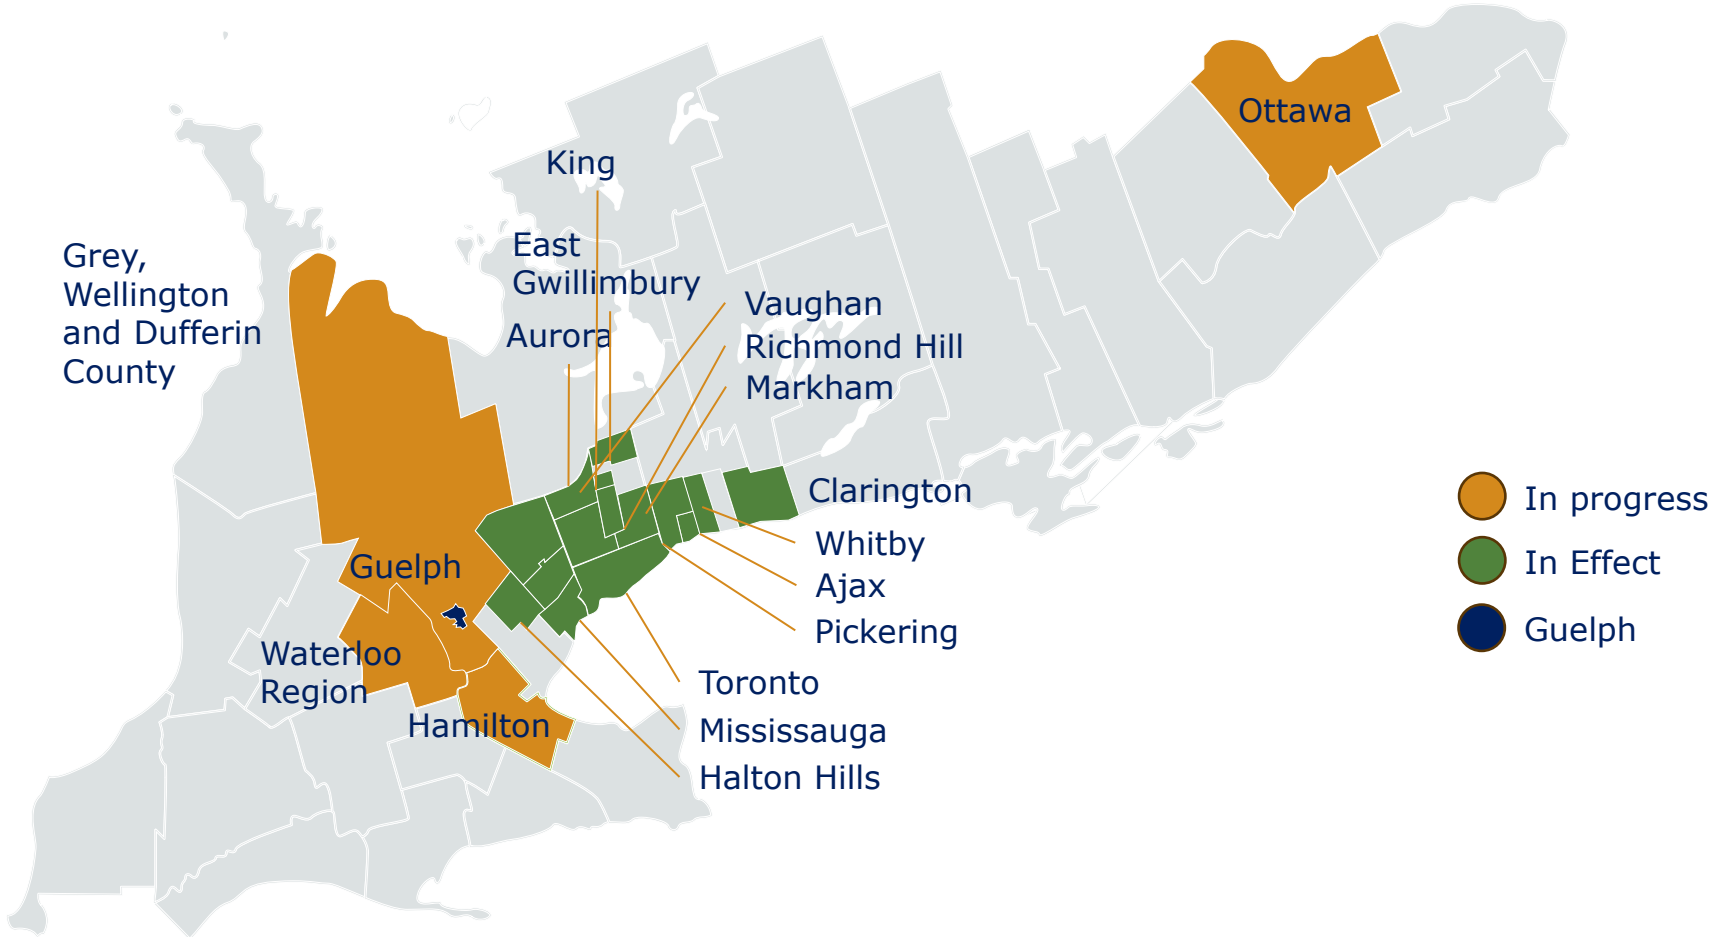 Ottawa
King
East
Gwillimbury
Aurora
Grey,
Wellington
and Dufferin
County
Vaughan
Richmond Hill
Markham
Clarington
Whitby
Ajax
Pickering
Guelph
Waterloo
Region
Hamilton
Toronto
Mississauga
Halton Hills
In progress
In Effect
Guelph